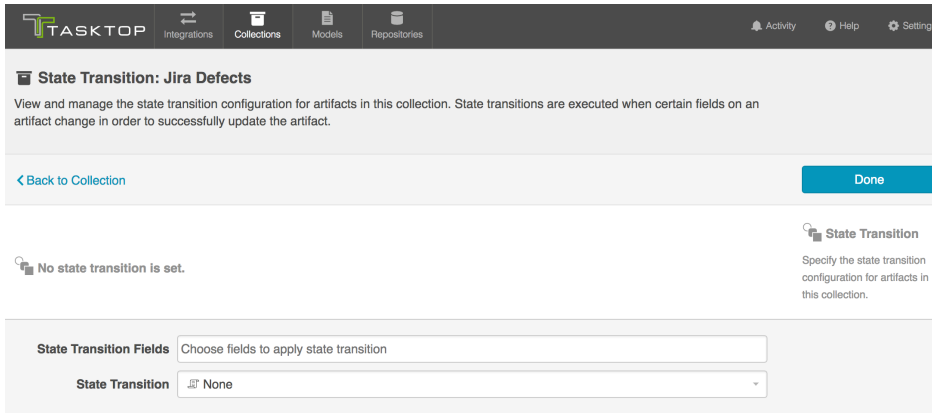 TASKTOP
Integrations
Collections
Models
Repositories
Activity
Help
Setting
State Transition: Jira Defects
View and manage the state transition configuration for artifacts in this collection. State transitions are executed when certain fields on an
artifact change in order to successfully update the artifact.
Back to Collection
Done
No state transition is set.
State Transition
Specify the state transition
configuration for artifacts in
this collection.
State Transition Fields Choose fields to apply state transition
State Transition None